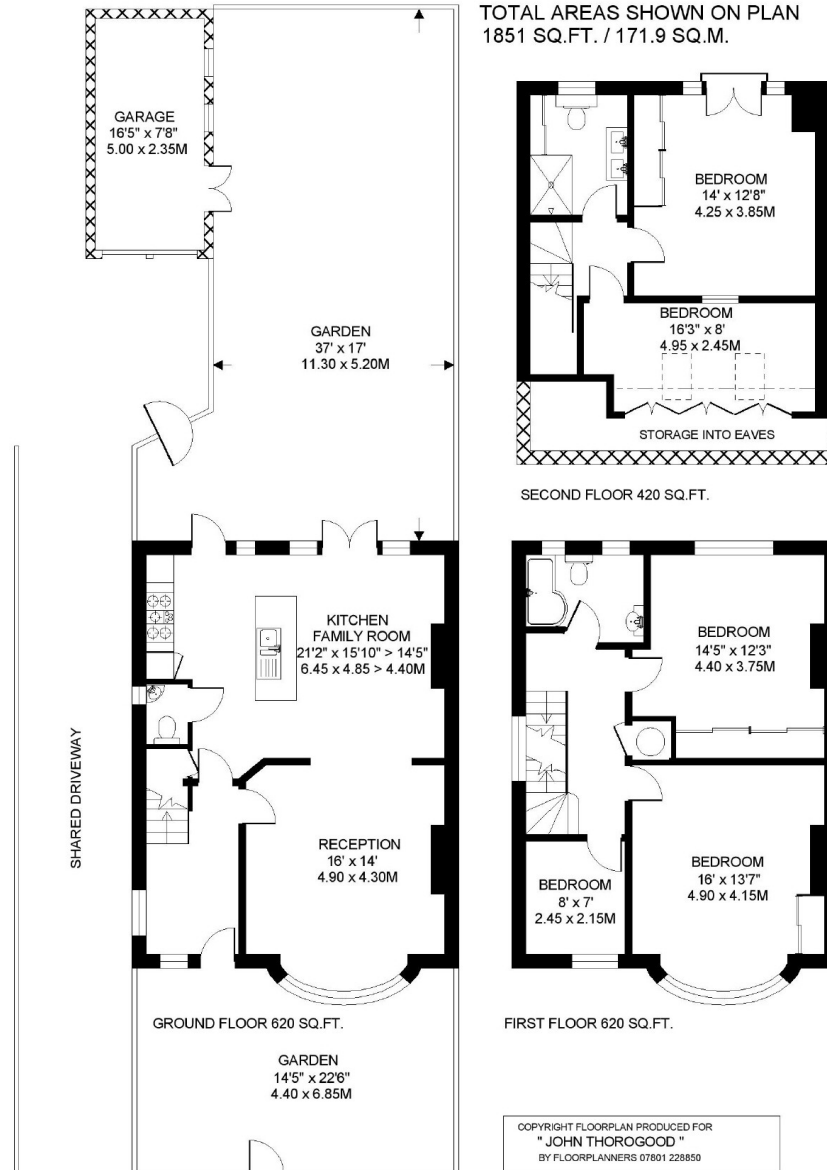 TOTAL AREAS SHOWN ON PLAN
1851 SQ.FT. / 171.9 SQ.M.
GARAGE
16'5" x 7'8"
5.00 x 2.35M
GARDEN
37' x 17'
11.30 x 5.20M
BEDROOM
14' x 12'8"
4.25 x 3.85M
BEDROOM
16'3" x 8'
4.95 x 2.45M
STORAGE INTO EAVES
SECOND FLOOR 420 SQ.FT.
KITCHEN
FAMILY ROOM
21'2" x 15'10" > 14'5"
6.45 x 4.85 > 4.40M
SHARED DRIVEWAY
RECEPTION
16' x 14'
4.90 x 4.30M
GROUND FLOOR 620 SQ.FT.
BEDROOM
14'5" x 12'3"
4.40 x 3.75M
BEDROOM
16' x 13'7"
4.90 x 4.15M
BEDROOM
8' x 7'
2.45 x 2.15M
FIRST FLOOR 620 SQ.FT.
GARDEN
14'5" x 22'6"
4.40 x 6.85M
COPYRIGHT FLOORPLAN PRODUCED FOR
" JOHN THOROGOOD "
BY FLOORPLANNERS 07801 228850